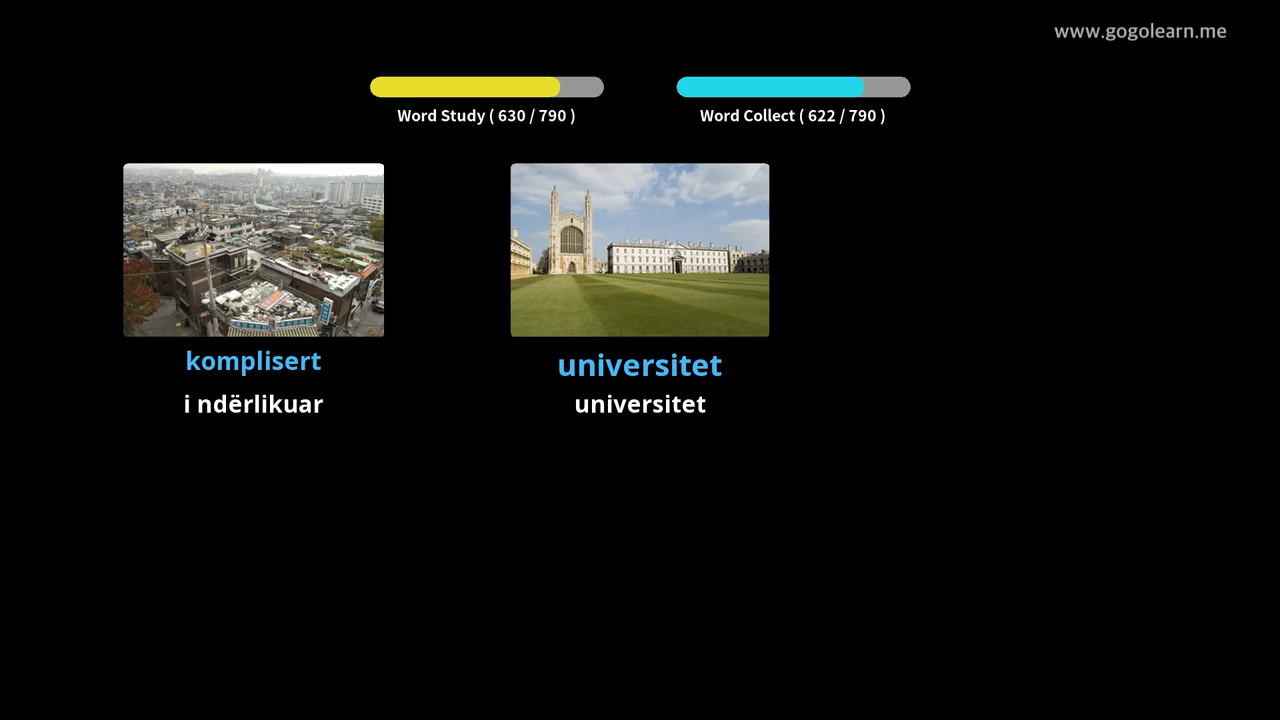 www.gogolearn.me
Word Study ( 630 / 790 )
Word Collect ( 622 / 790 )
komplisert
i ndërlikuar
universitet
universitet